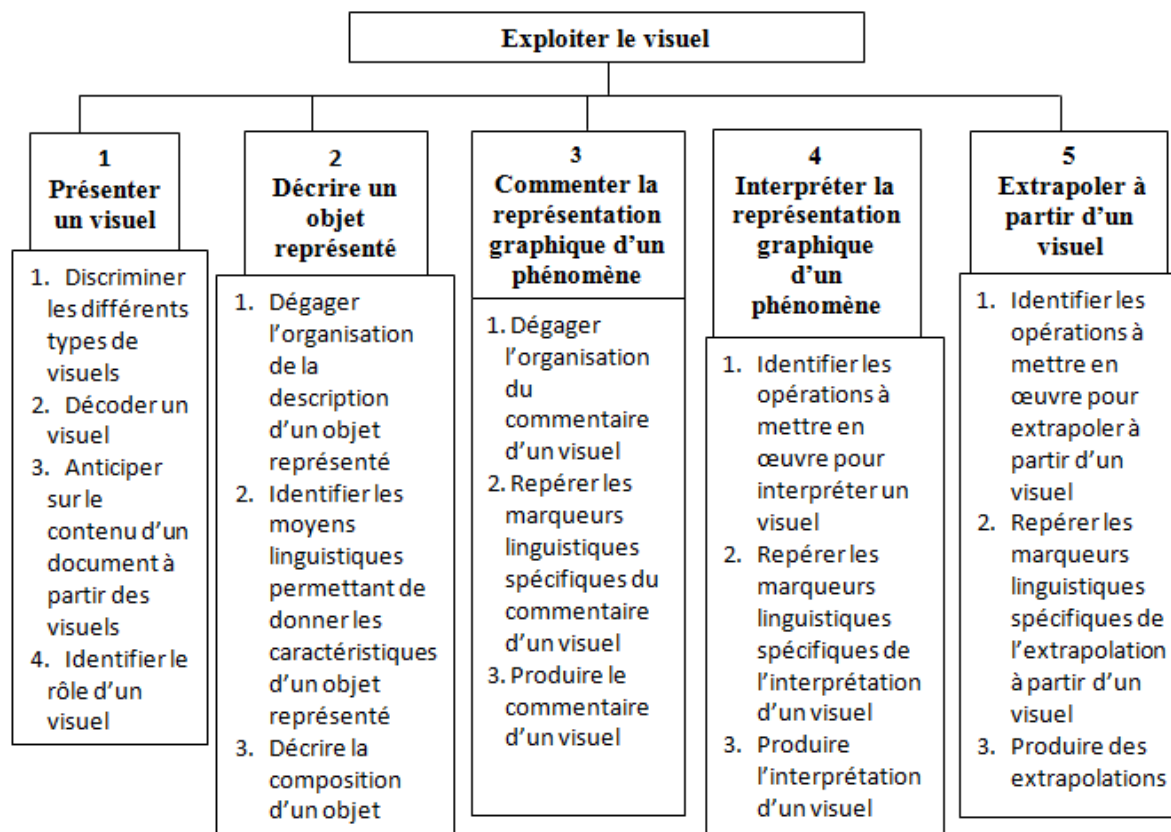 Exploiter le visuel
1
Présenter
un visuel
1. Discriminer
les différents
types de
visuels
2. Décoder un
visuel
3. Anticiper
sur le
contenu d’un
document à
partir des
visuels
4. Identifier le
rôle d’un
visuel
2
Décrire un
objet
représenté
1. Dégager
l’organisation
de la
description
d’un objet
représenté
2. Identifier les
moyens
linguistiques
permettant de
donner les
caractéristiques
d’un objet
représenté
3. Décrire la
composition
d’un objet
3
Commenter la
représentation
graphique d’un
phénomène
1. Dégager
l’organisation
du
commentaire
d’un visuel
2. Repérer les
marqueurs
linguistiques
spécifiques du
commentaire
d’un visuel
3. Produire le
commentaire
d’un visuel
4
Interpréter la
représentation
graphique
d’un
phénomène
1. Identifier les
opérations à
mettre en
œuvre pour
interpréter un
visuel
2. Repérer les
marqueurs
linguistiques
spécifiques de
l’interprétation
d’un visuel
3. Produire
l’interprétation
d’un visuel
5
Extrapoler à
partir d’un
visuel
1. Identifier les
opérations à
mettre en
œuvre pour
extrapoler à
partir d’un
visuel
2. Repérer les
marqueurs
linguistiques
spécifiques de
l’extrapolation
à partir d’un
visuel
3. Produire des
extrapolations